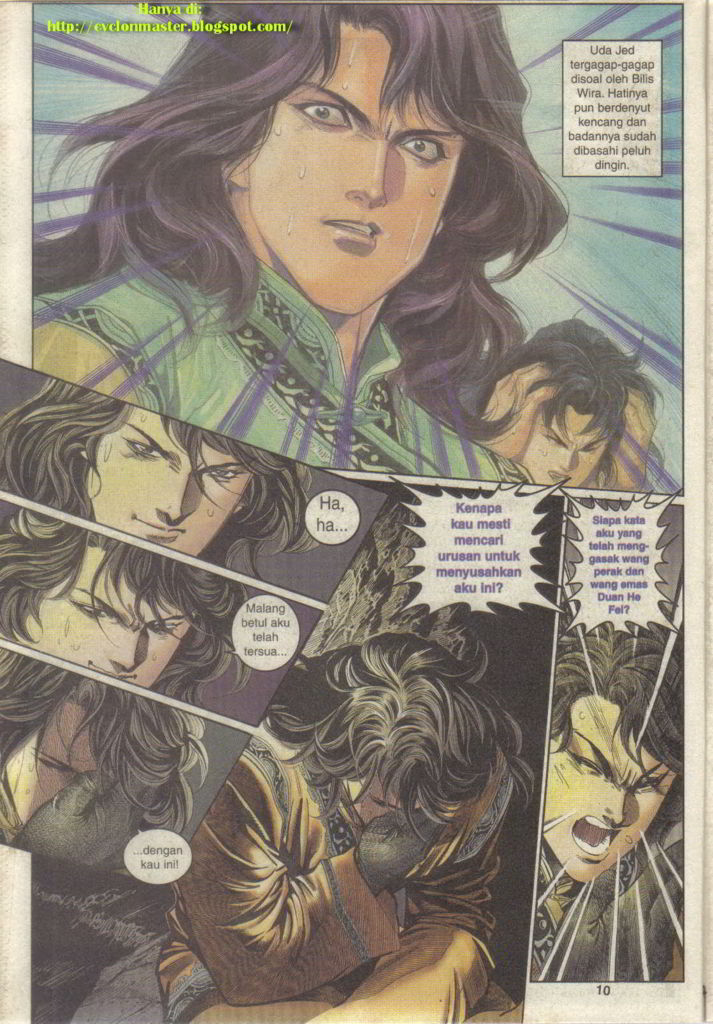 Hanya di:
http://cyclonmaster.blogspot.com/
Uda Jed
tergagap-gagap
disoal oleh Bilis
Wira. Hatinya
pun berdenyut
kencang dan
badannya sudah
dibasahi peluh
dingin.
Ha,
ha...
Malang
betul aku
telah
tersua...
...dengan
kau ini!
Kenapa
kau mesti
mencari
urusan untuk
menyusahkan
aku ini?
Siapa kata
aku yang
telah meng-
gasak wang
perak dan
wang emas
Duan He
Fei?
10